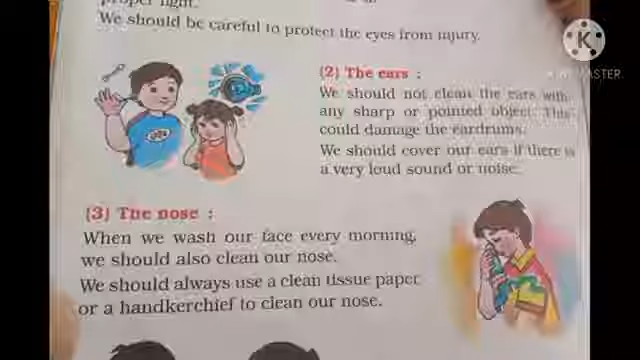 proper light.
We should be careful to protect the eyes from injury.
(2) The ears :
We should not clean the ears with
any sharp or pointed object. This
could damage the eardrums.
We should cover our ears if there is
a very loud sound or noise.
(3) The nose :
When we wash our face every morning,
we should also clean our nose.
We should always use a clean tissue paper
or a handkerchief to clean our nose.
K
MASTER